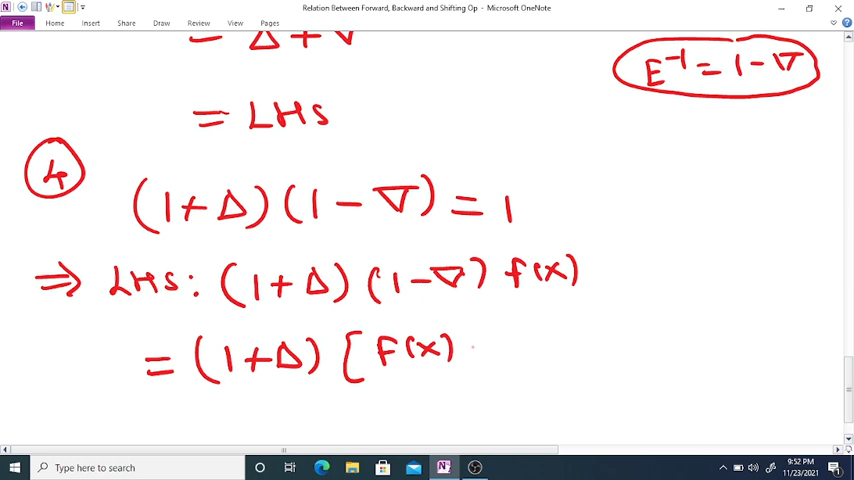 Relation Between Forward, Backward and Shifting Op - Microsoft OneNote
File Home Insert Draw Order Review View Pages
= Δ + ∇
E⁻¹ = 1 - ∇
= LHS
4
(1 + Δ) (1 - ∇) = 1
⇒ LHS: (1 + Δ) (1 - ∇) f(x)
= (1 + Δ) [ F(x)
Type here to search
9:52 PM
11/23/2021